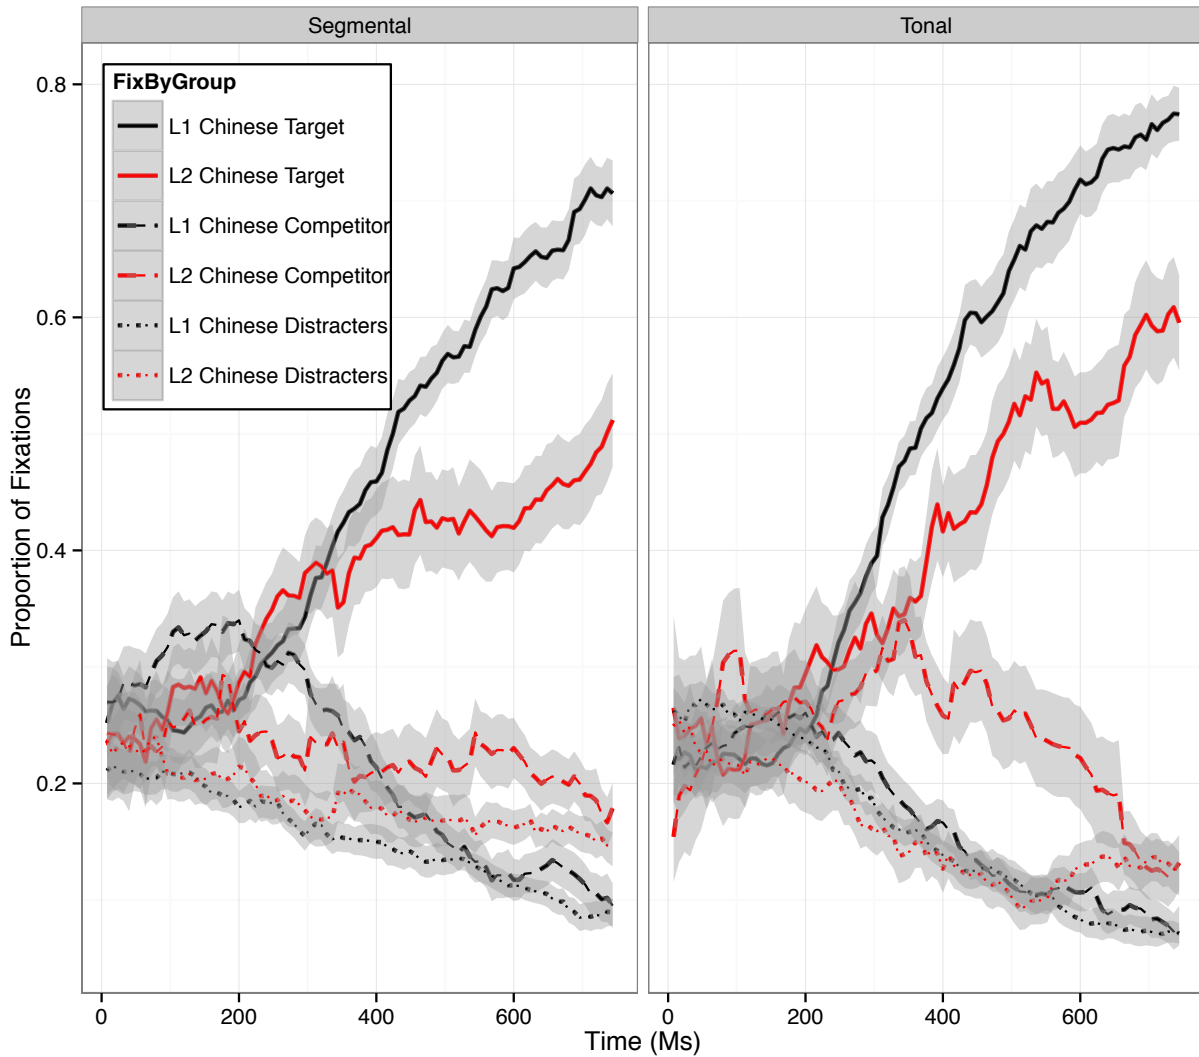 Segmental
Tonal
FixByGroup
L1 Chinese Target
L2 Chinese Target
L1 Chinese Competitor
L2 Chinese Competitor
L1 Chinese Distracters
L2 Chinese Distracters
Proportion of Fixations
0.8
0.6
0.4
0.2
0 200 400 600
0 200 400 600
Time (Ms)